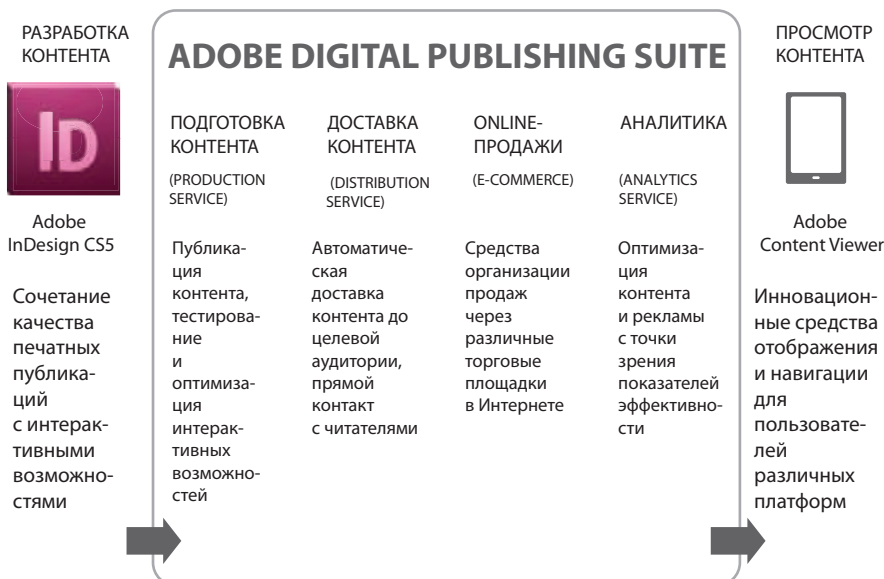 РАЗРАБОТКА
КОНТЕНТА
Id
Adobe
InDesign CS5
Сочетание
качества
печатных
публика-
ций
с интерак-
тивными
возможно-
стями
ADOBE DIGITAL PUBLISHING SUITE
ПОДГОТОВКА
КОНТЕНТА
(PRODUCTION
SERVICE)
Публика-
ция
контента,
тестирова-
ние
и
оптимиза-
ция
интерак-
тивных
возможно-
стей
ДОСТАВКА
КОНТЕНТА
(DISTRIBUTION
SERVICE)
Автоматиче-
ская
доставка
контента до
целевой
аудитории,
прямой
контакт
с читателями
ONLINE-
ПРОДАЖИ
(E-COMMERCE)
Средства
организации
продаж
через
различные
торговые
площадки
в Интернете
АНАЛИТИКА
(ANALYTICS
SERVICE)
Оптимиза-
ция
контента
и рекламы
с точки
зрения
показателей
эффективно-
сти
ПРОСМОТР
КОНТЕНТА
Adobe
Content Viewer
Инновацион-
ные средства
отображения
и навигации
для
пользовате-
лей
различных
платформ